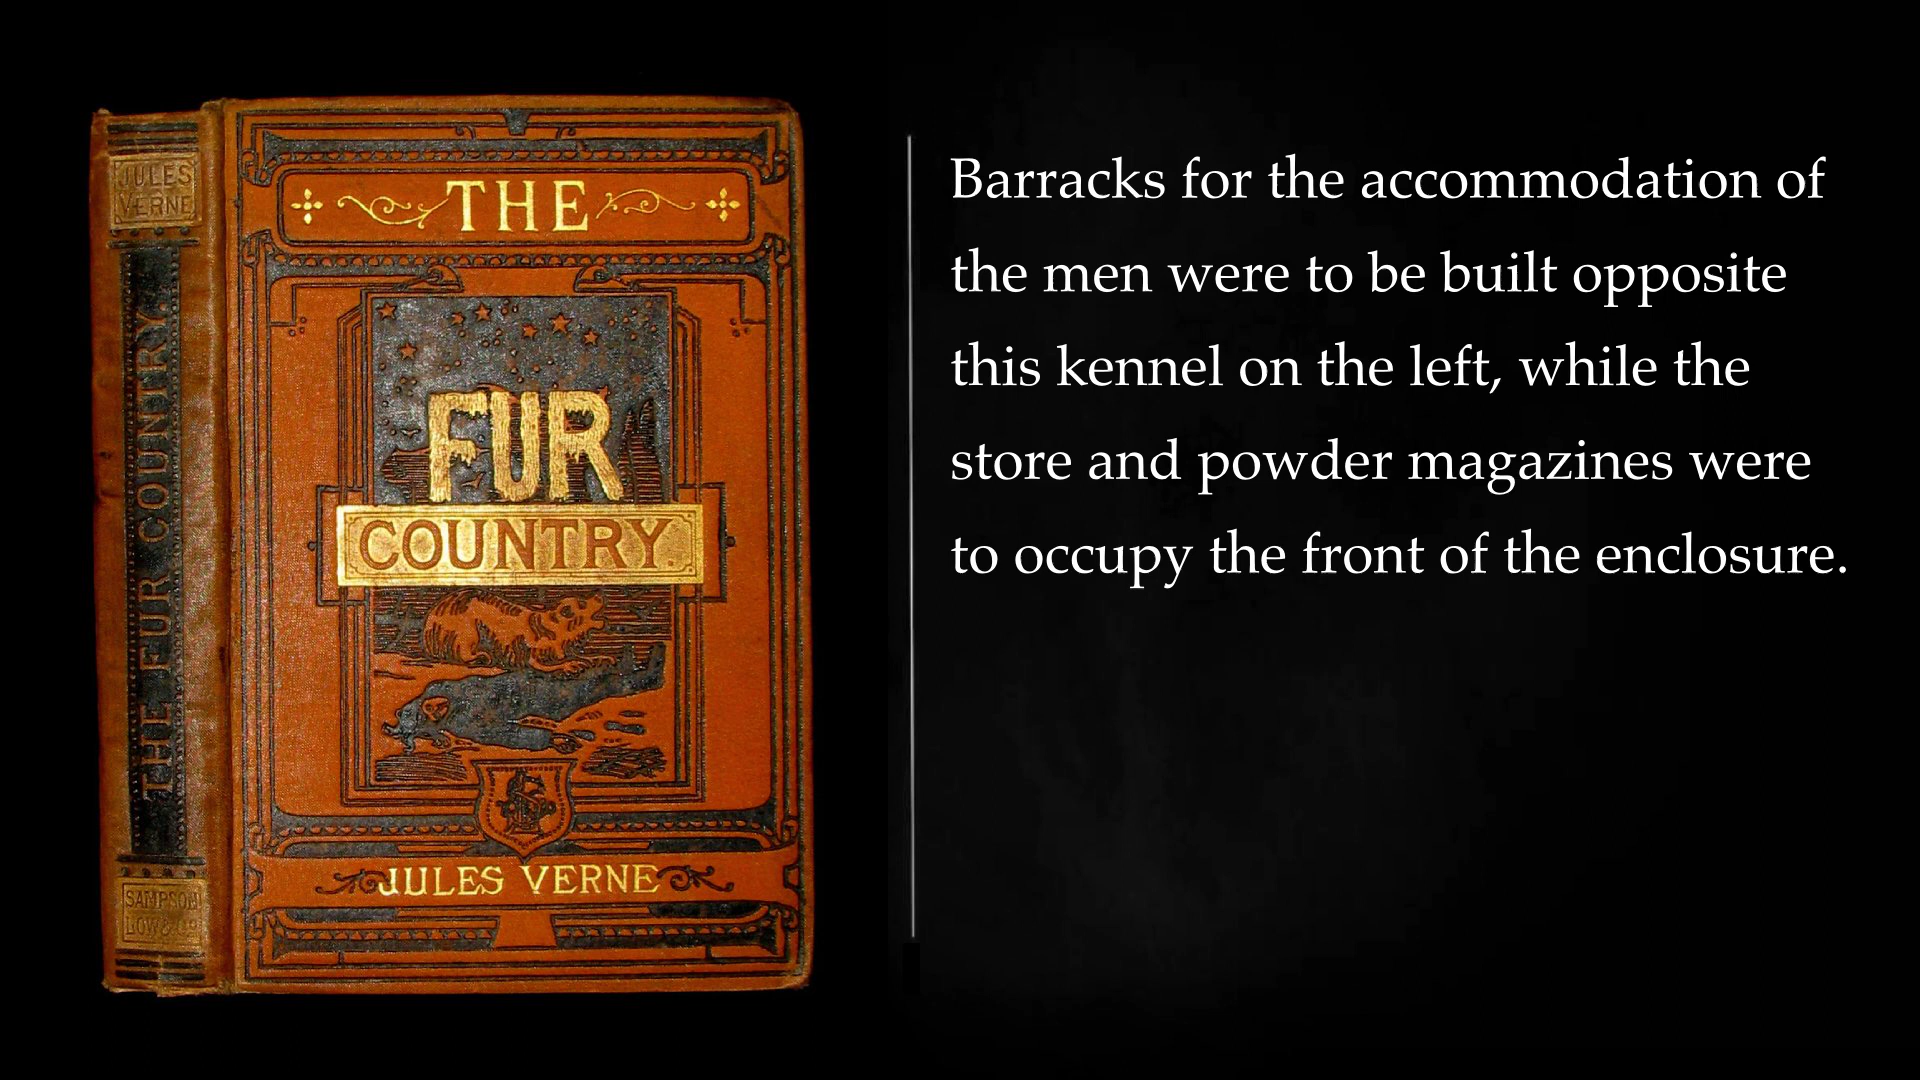 JULES
VERNE
THE FUR COUNTRY.
SAMPSON
LOW & Co
THE
FUR
COUNTRY.
JULES VERNE
Barracks for the accommodation of
the men were to be built opposite
this kennel on the left, while the
store and powder magazines were
to occupy the front of the enclosure.